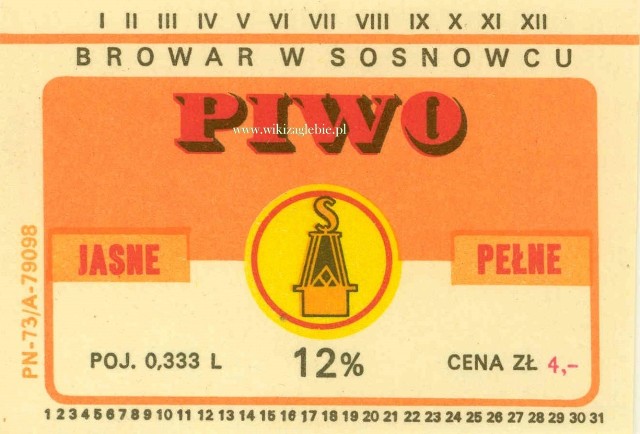 I II III IV V VI VII VIII IX X XI XII
BROWAR W SOSNOWCU
PIWO
www.wikizaglebie.pl
S
JASNE
PEŁNE
PN-73/A-79098
POJ. 0,333 L
12%
CENA ZŁ 4,-
1 2 3 4 5 6 7 8 9 10 11 12 13 14 15 16 17 18 19 20 21 22 23 24 25 26 27 28 29 30 31